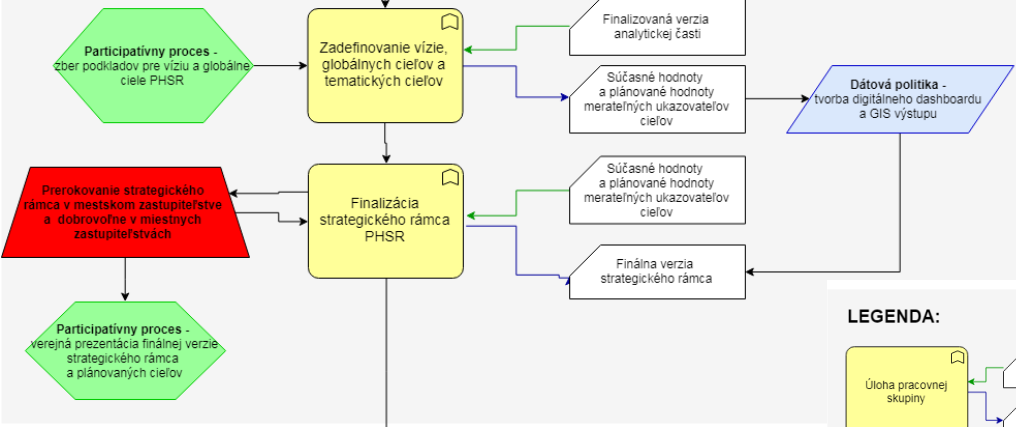 Participatívny proces -
zber podkladov pre víziu a globálne
ciele PHSR
Zadefinovanie vízie,
globálnych cieľov a
tematických cieľov
Finalizovaná verzia
analytickej časti
Súčasné hodnoty
a plánované hodnoty
merateľných ukazovateľov
cieľov
Dátová politika -
tvorba digitálneho dashboardu
a GIS výstupu
Prerokovanie strategického
rámca v mestskom zastupiteľstve
a dobrovoľne v miestnych
zastupiteľstvách
Finalizácia
strategického rámca
PHSR
Súčasné hodnoty
a plánované hodnoty
merateľných ukazovateľov
cieľov
Finálna verzia
strategického rámca
Participatívny proces -
verejná prezentácia finálnej verzie
strategického rámca
a plánovaných cieľov
LEGENDA:
Úloha pracovnej
skupiny